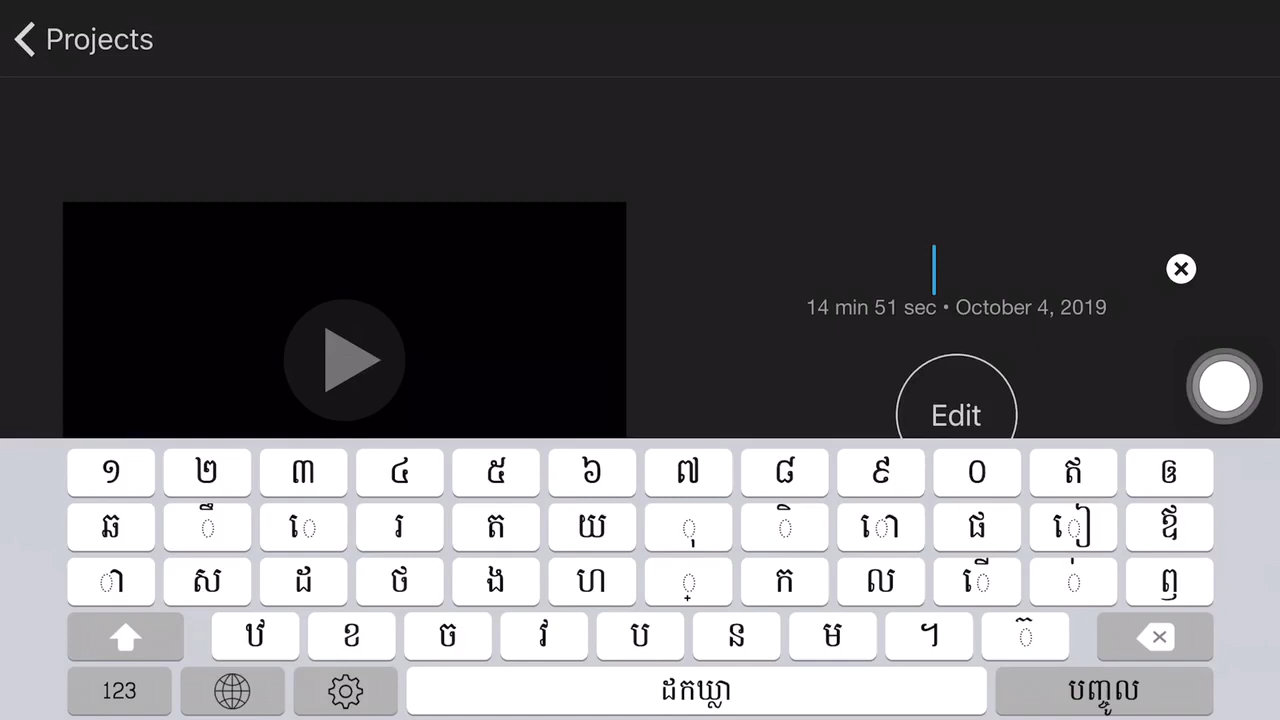 Projects
14 min 51 sec • October 4, 2019
Edit
១ ២ ៣ ៤ ៥ ៦ ៧ ៨ ៩ ០ ឥ ឲ
ឆ ឹ េ រ ត យ ុ ិ ោ ផ ៀ ឪ
ា ស ដ ថ ង ហ ្ ក ល ើ ់ ឭ
ឋ ខ ច វ ប ន ម ។ ៊
123 ដកឃ្លា បញ្ចូល